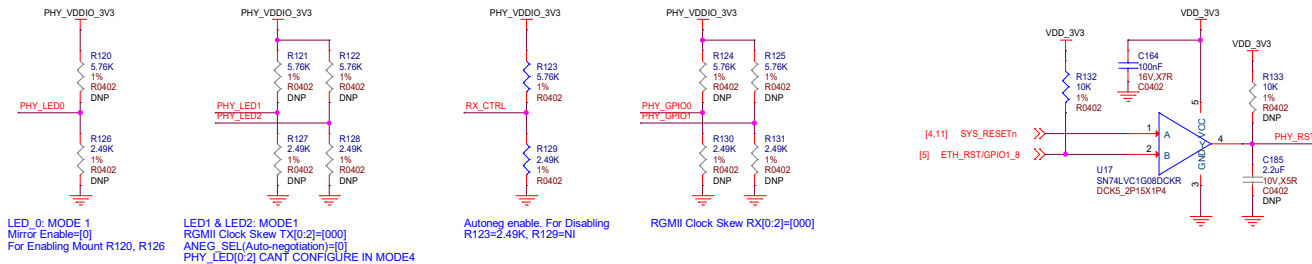 PHY_VDDIO_3V3
R120
5.76K
1%
R0402
DNP
PHY_LED0
R126
2.49K
1%
R0402
DNP
LED_0: MODE 1
Mirror Enable=[0]
For Enabling Mount R120, R126
PHY_VDDIO_3V3
R121
5.76K
1%
R0402
DNP
R122
5.76K
1%
R0402
DNP
PHY_LED1
PHY_LED2
R127
2.49K
1%
R0402
DNP
R128
2.49K
1%
R0402
DNP
LED1 & LED2: MODE1
RGMII Clock Skew TX[0:2]=[000]
ANEG_SEL(Auto-negotiation)=[0]
PHY_LED[0:2] CANT CONFIGURE IN MODE4
PHY_VDDIO_3V3
R123
5.76K
1%
R0402
RX_CTRL
R129
2.49K
1%
R0402
Autoneg enable. For Disabling
R123=2.49K, R129=NI
PHY_VDDIO_3V3
R124
5.76K
1%
R0402
DNP
R125
5.76K
1%
R0402
DNP
PHY_GPIO0
PHY_GPIO1
R130
2.49K
1%
R0402
DNP
R131
2.49K
1%
R0402
DNP
RGMII Clock Skew RX[0:2]=[000]
VDD_3V3
C164
100nF
16V,X7R
C0402
VDD_3V3
R132
10K
1%
R0402
VDD_3V3
R133
10K
1%
R0402
DNP
[4,11] SYS_RESETn
[5] ETH_RST/GPIO1_8
1
A
2
B
5
VCC
GND
3
4
PHY_RST
U17
SN74LVC1G08DCKR
DCK5_2P15X1P4
C185
2.2uF
10V,X5R
C0402
DNP